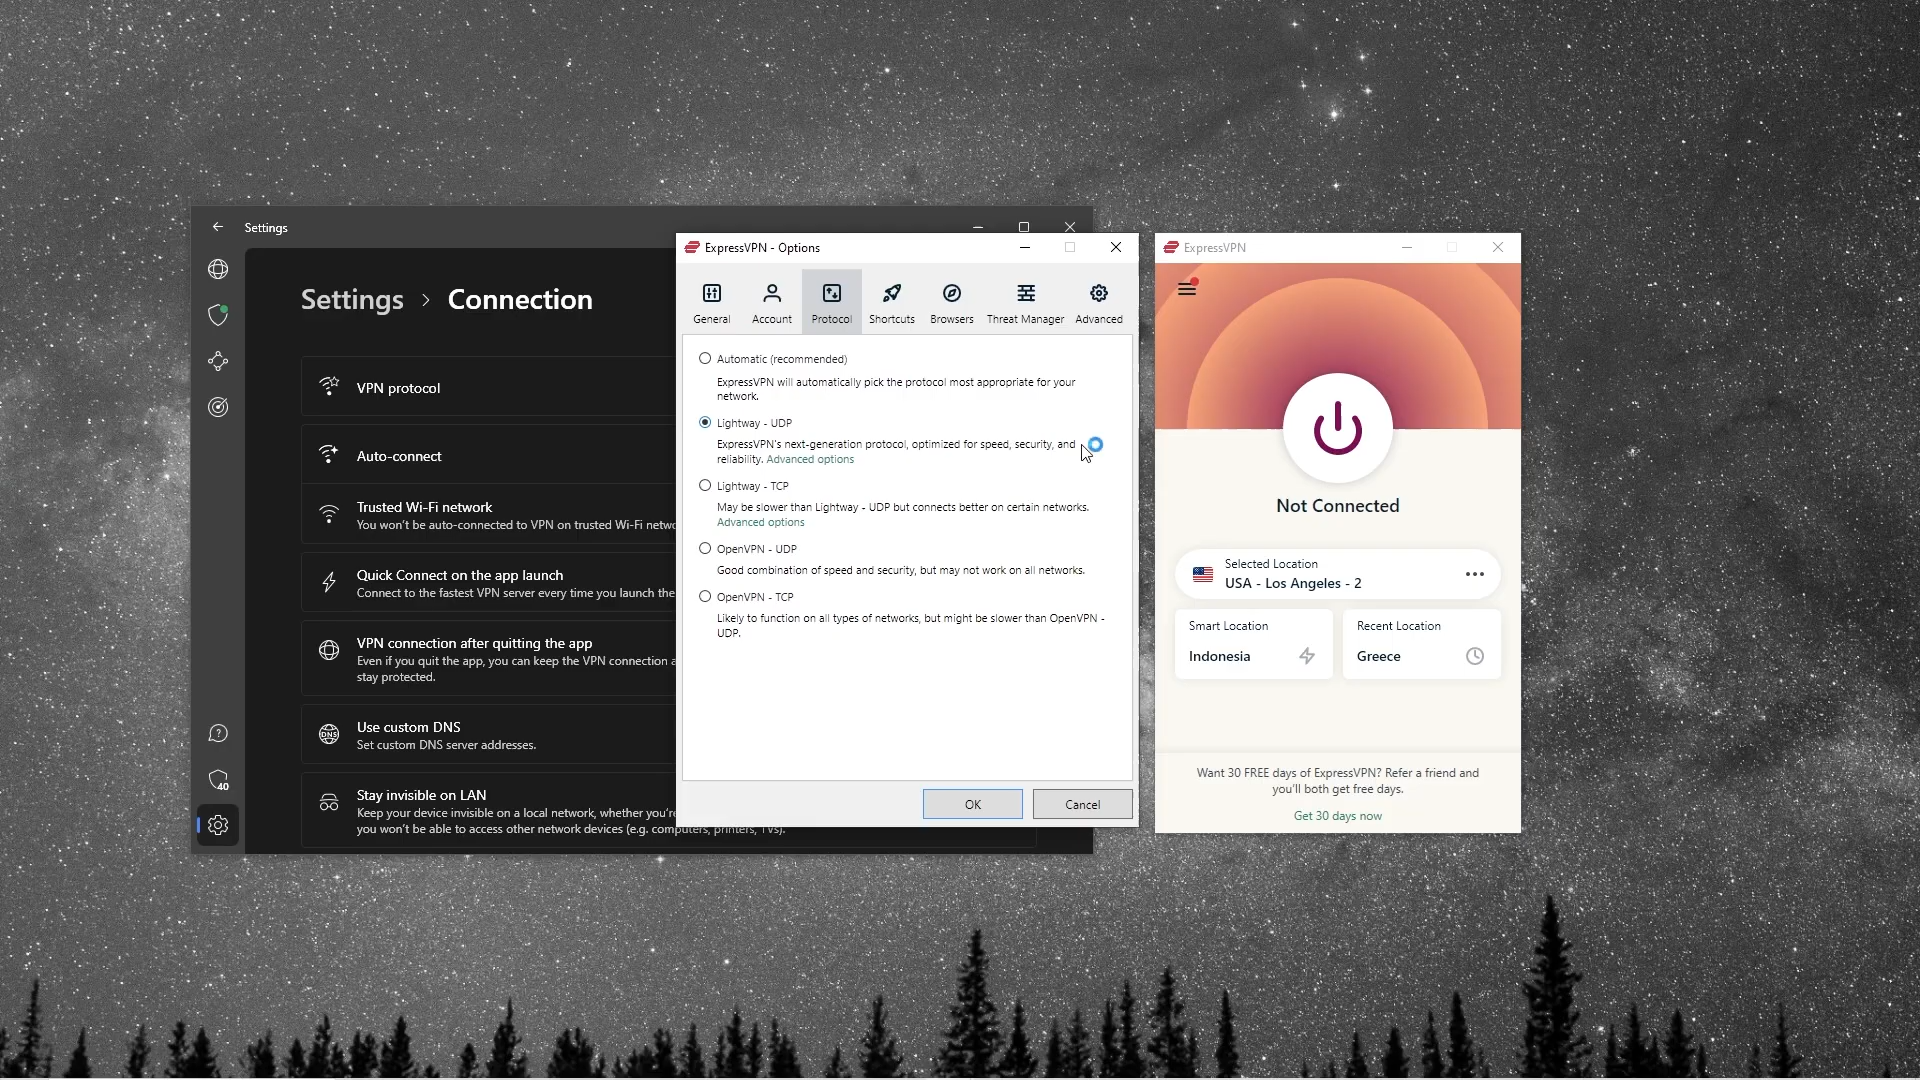 Settings
Settings > Connection
VPN protocol
Auto-connect
Trusted Wi-Fi network
You won't be auto-connected to VPN on trusted Wi-Fi netw
Quick Connect on the app launch
Connect to the fastest VPN server every time you launch the
VPN connection after quitting the app
Even if you quit the app, you can keep the VPN connection a
stay protected.
DNS
Use custom DNS
Set custom DNS server addresses.
Stay invisible on LAN
Keep your device invisible on a local network, whether you're
you won't be able to access other network devices (e.g. computers, printers, TVs).
40
ExpressVPN - Options
General
Account
Protocol
Shortcuts
Browsers
Threat Manager
Advanced
Automatic (recommended)
ExpressVPN will automatically pick the protocol most appropriate for your
network.
Lightway - UDP
ExpressVPN's next-generation protocol, optimized for speed, security, and
reliability. Advanced options
Lightway - TCP
May be slower than Lightway - UDP but connects better on certain networks.
Advanced options
OpenVPN - UDP
Good combination of speed and security, but may not work on all networks.
OpenVPN - TCP
Likely to function on all types of networks, but might be slower than OpenVPN -
UDP.
OK
Cancel
ExpressVPN
Not Connected
Selected Location
USA - Los Angeles - 2
Smart Location
Indonesia
Recent Location
Greece
Want 30 FREE days of ExpressVPN? Refer a friend and
you'll both get free days.
Get 30 days now